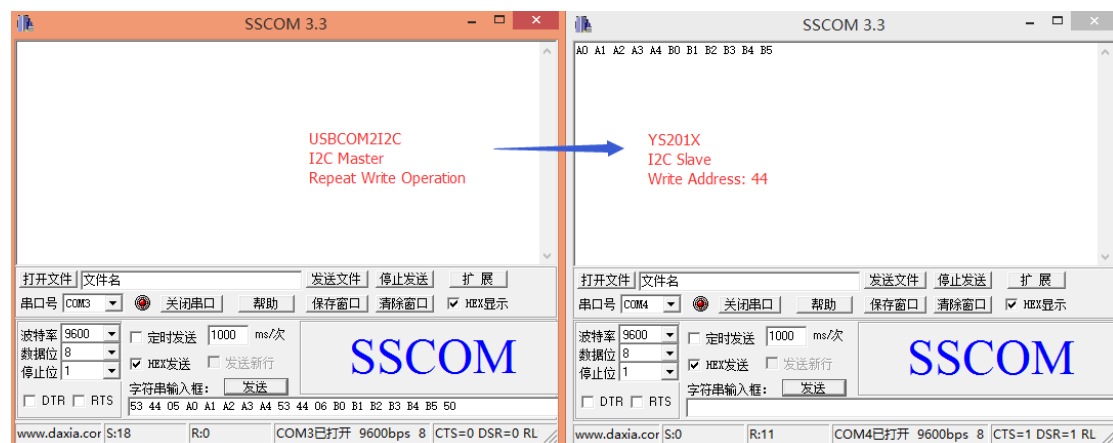 SSCOM 3.3
USBCOM2I2C
I2C Master
Repeat Write Operation
打开文件 文件名 发送文件 停止发送 扩 展
串口号 COM3 关闭串口 帮助 保存窗口 清除窗口 HEX显示
波特率 9600 定时发送 1000 ms/次
数据位 8 HEX发送 发送新行
停止位 1 字符串输入框: 发送
SSCOM
DTR RTS 53 44 05 A0 A1 A2 A3 A4 53 44 06 B0 B1 B2 B3 B4 B5 50
www.daxia.cor S:18 R:0 COM3已打开 9600bps 8 CTS=0 DSR=0 RL
SSCOM 3.3
A0 A1 A2 A3 A4 B0 B1 B2 B3 B4 B5
YS201X
I2C Slave
Write Address: 44
打开文件 文件名 发送文件 停止发送 扩 展
串口号 COM4 关闭串口 帮助 保存窗口 清除窗口 HEX显示
波特率 9600 定时发送 1000 ms/次
数据位 8 HEX发送 发送新行
停止位 1 字符串输入框: 发送
SSCOM
DTR RTS
www.daxia.cor S:0 R:11 COM4已打开 9600bps 8 CTS=1 DSR=1 RL